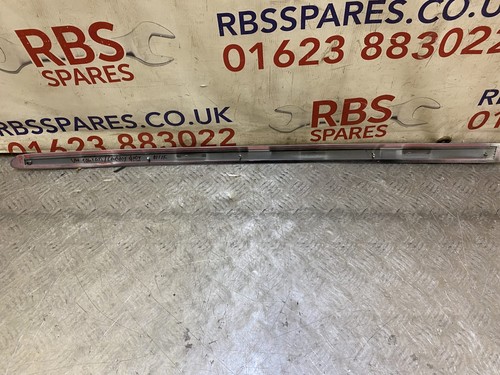 RBS
SPARES
RBSSPARES.CO.UK
01623 883022
RBSSPARES.CO.UK
01623 883022
RBS
SPARES